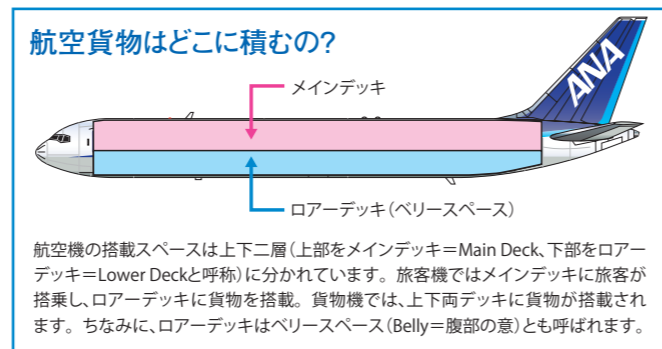 航空貨物はどこに積むの?
ANA
メインデッキ
ロアーデッキ(ベリースペース)
航空機の搭載スペースは上下二層(上部をメインデッキ=Main Deck、下部をロアー
デッキ=Lower Deckと呼称)に分かれています。旅客機ではメインデッキに旅客が
搭乗し、ロアーデッキに貨物を搭載。貨物機では、上下両デッキに貨物が搭載され
ます。ちなみに、ロアーデッキはベリースペース(Belly=腹部の意)とも呼ばれます。